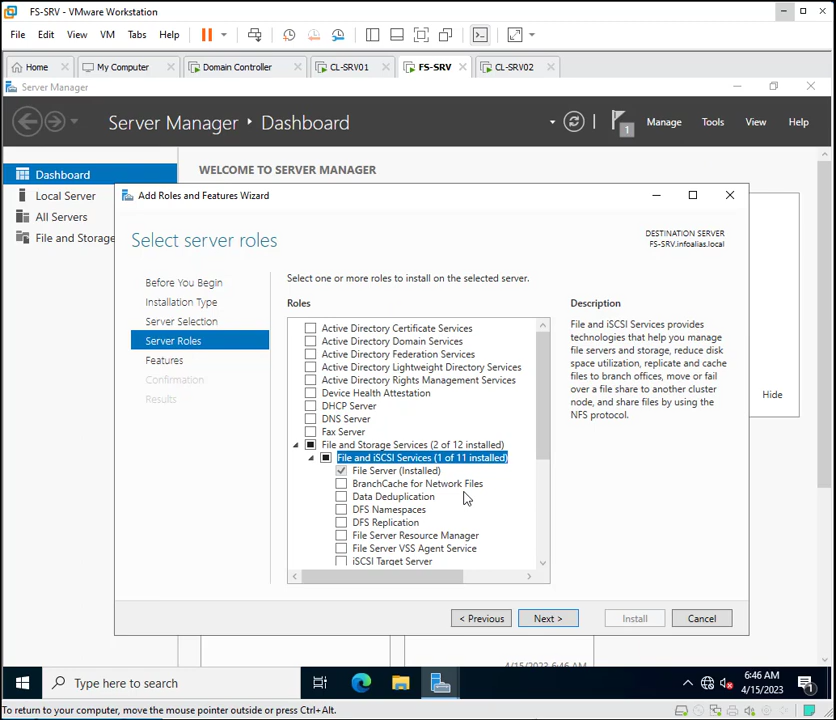 FS-SRV - VMware Workstation
File Edit View VM Tabs Help
Home My Computer Domain Controller CL-SRV01 FS-SRV CL-SRV02
Server Manager
Server Manager • Dashboard
1 Manage Tools View Help
Dashboard
Local Server
All Servers
File and Storage
WELCOME TO SERVER MANAGER
Add Roles and Features Wizard
Select server roles
DESTINATION SERVER
FS-SRV.infoalias.local
Before You Begin
Installation Type
Server Selection
Server Roles
Features
Confirmation
Results
Select one or more roles to install on the selected server.
Roles
Active Directory Certificate Services
Active Directory Domain Services
Active Directory Federation Services
Active Directory Lightweight Directory Services
Active Directory Rights Management Services
Device Health Attestation
DHCP Server
DNS Server
Fax Server
File and Storage Services (2 of 12 installed)
File and iSCSI Services (1 of 11 installed)
File Server (Installed)
BranchCache for Network Files
Data Deduplication
DFS Namespaces
DFS Replication
File Server Resource Manager
File Server VSS Agent Service
iSCSI Target Server
Description
File and iSCSI Services provides
technologies that help you manage
file servers and storage, reduce disk
space utilization, replicate and cache
files to branch offices, move or fail
over a file share to another cluster
node, and share files by using the
NFS protocol.
Hide
< Previous Next > Install Cancel
4/15/2023 6:46 AM
Type here to search
6:46 AM
4/15/2023
1
To return to your computer, move the mouse pointer outside or press Ctrl+Alt.